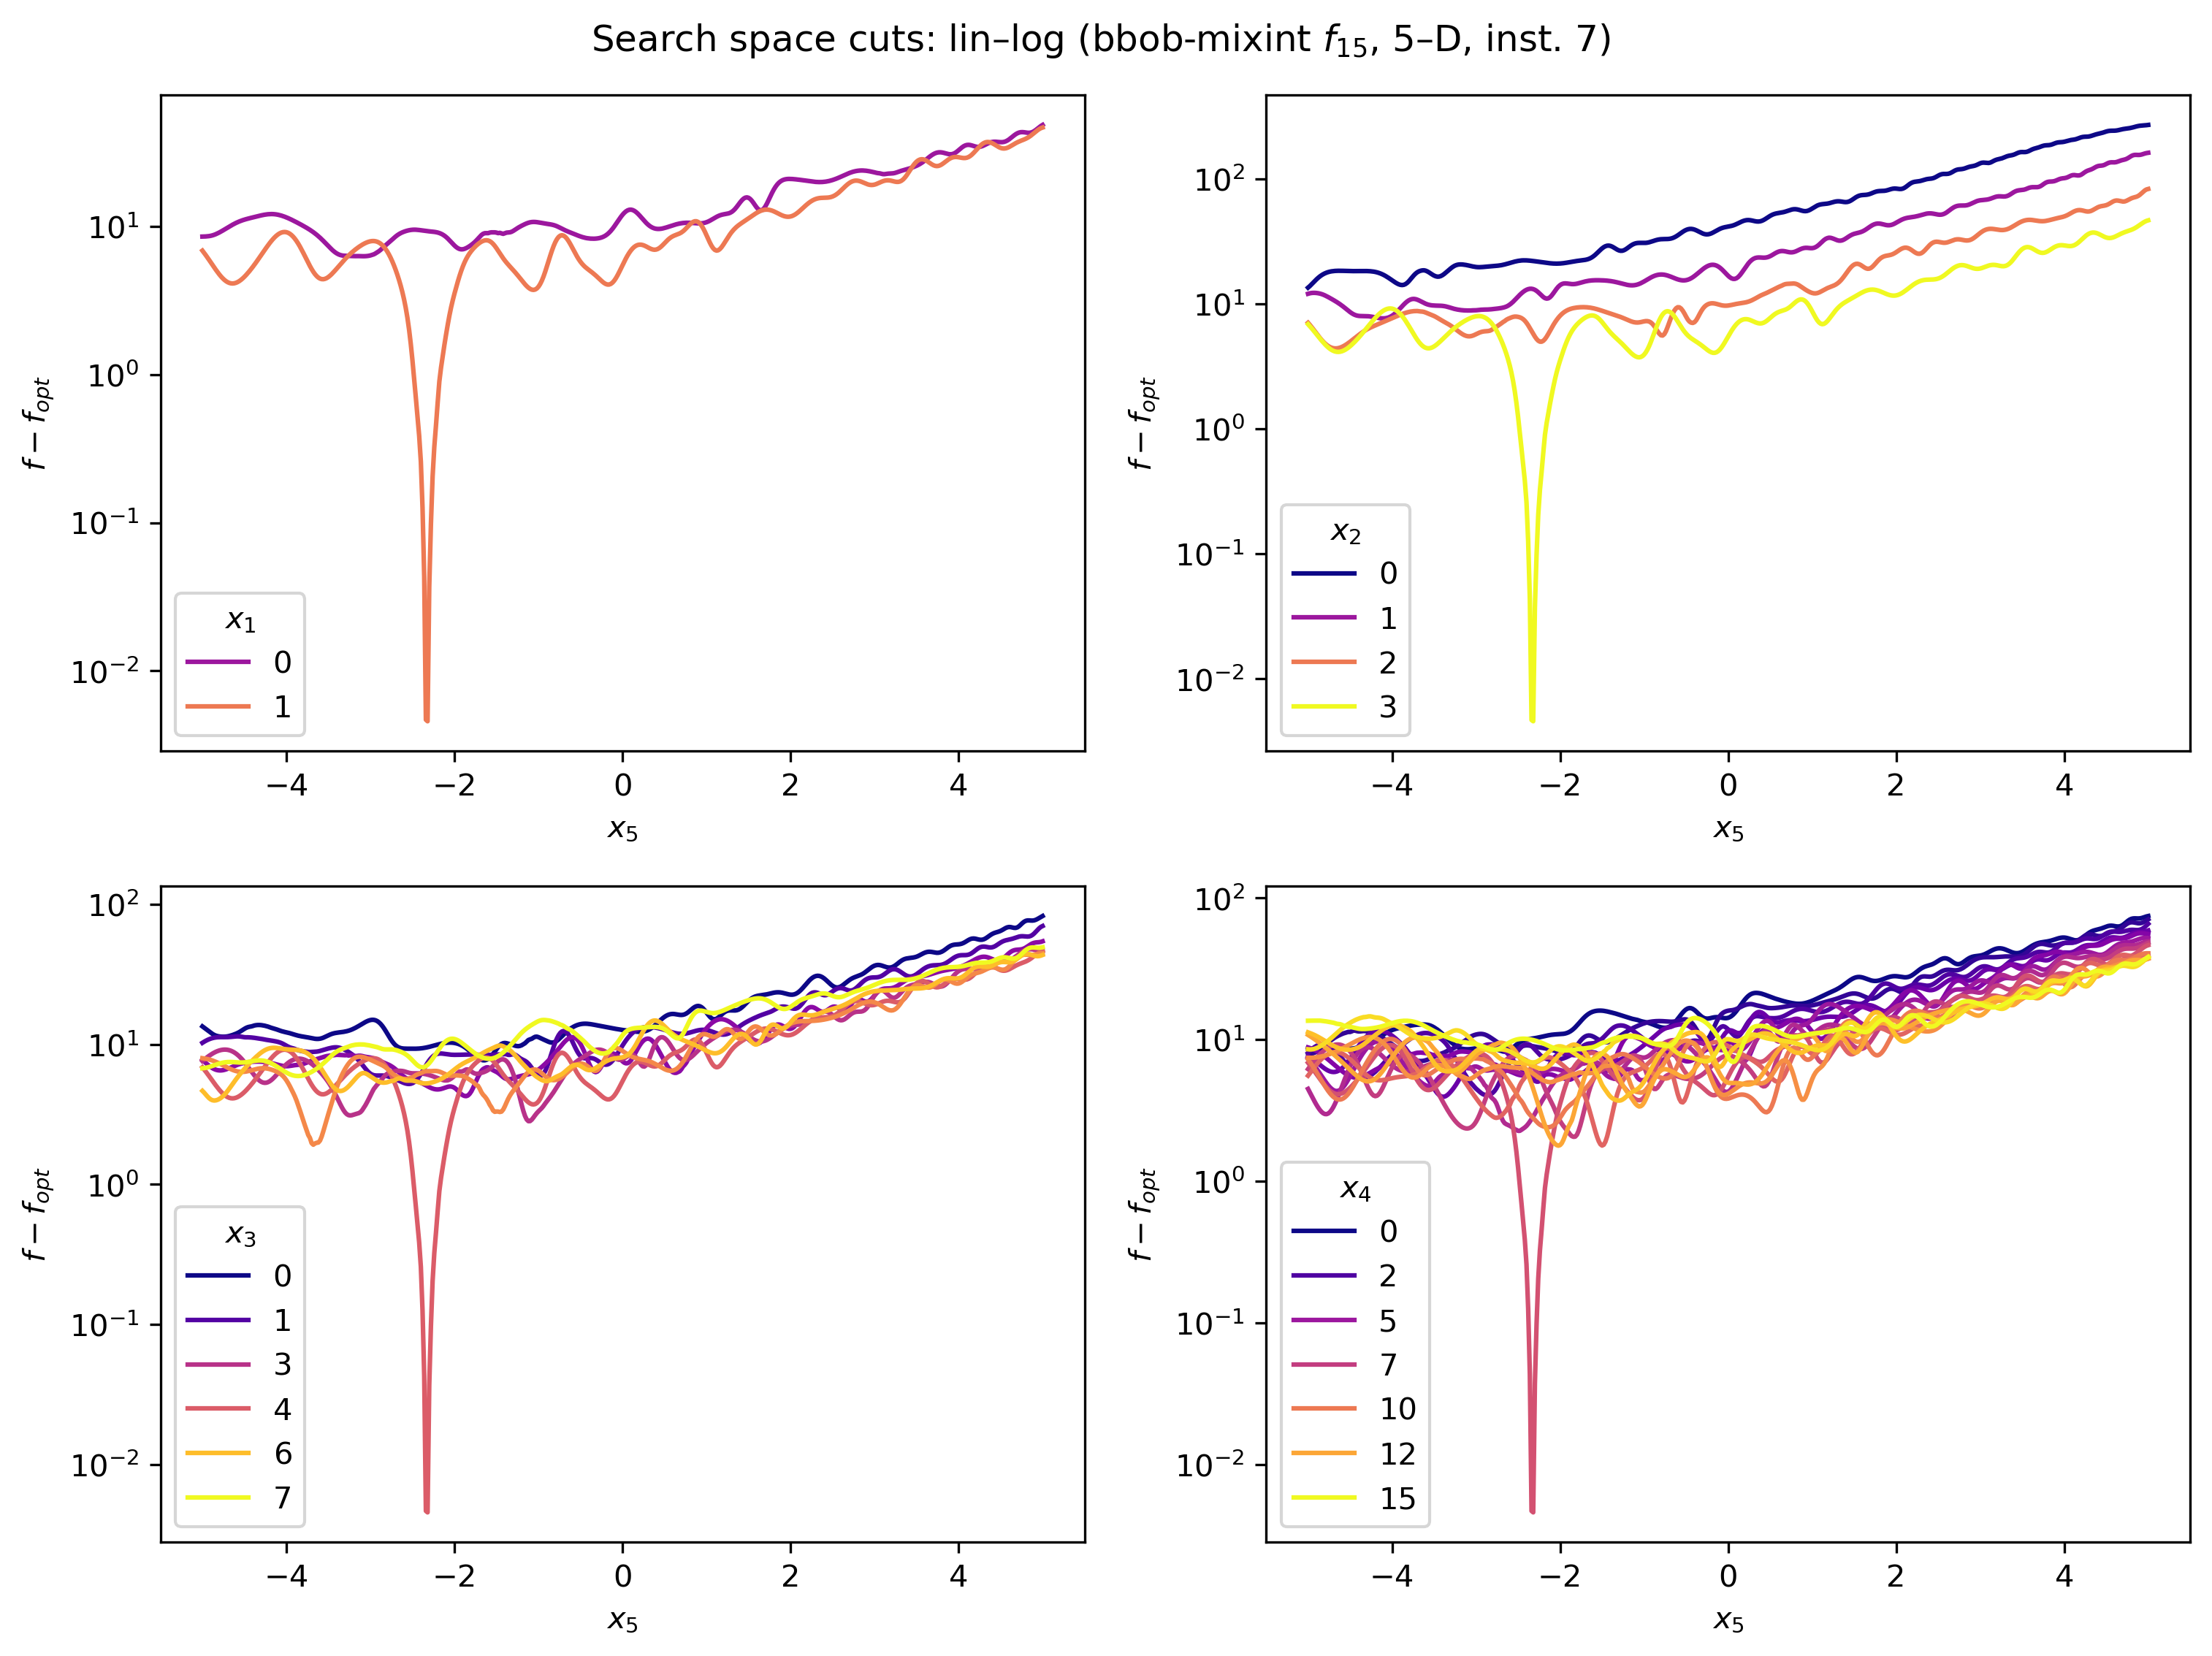 Search space cuts: lin–log (bbob-mixint f15, 5–D, inst. 7)
f − fopt
10^1
10^0
10^−1
10^−2
x1
0
1
−4 −2 0 2 4
x5
f − fopt
10^2
10^1
10^0
10^−1
10^−2
x2
0
1
2
3
−4 −2 0 2 4
x5
f − fopt
10^2
10^1
10^0
10^−1
10^−2
x3
0
1
3
4
6
7
−4 −2 0 2 4
x5
f − fopt
10^2
10^1
10^0
10^−1
10^−2
x4
0
2
5
7
10
12
15
−4 −2 0 2 4
x5